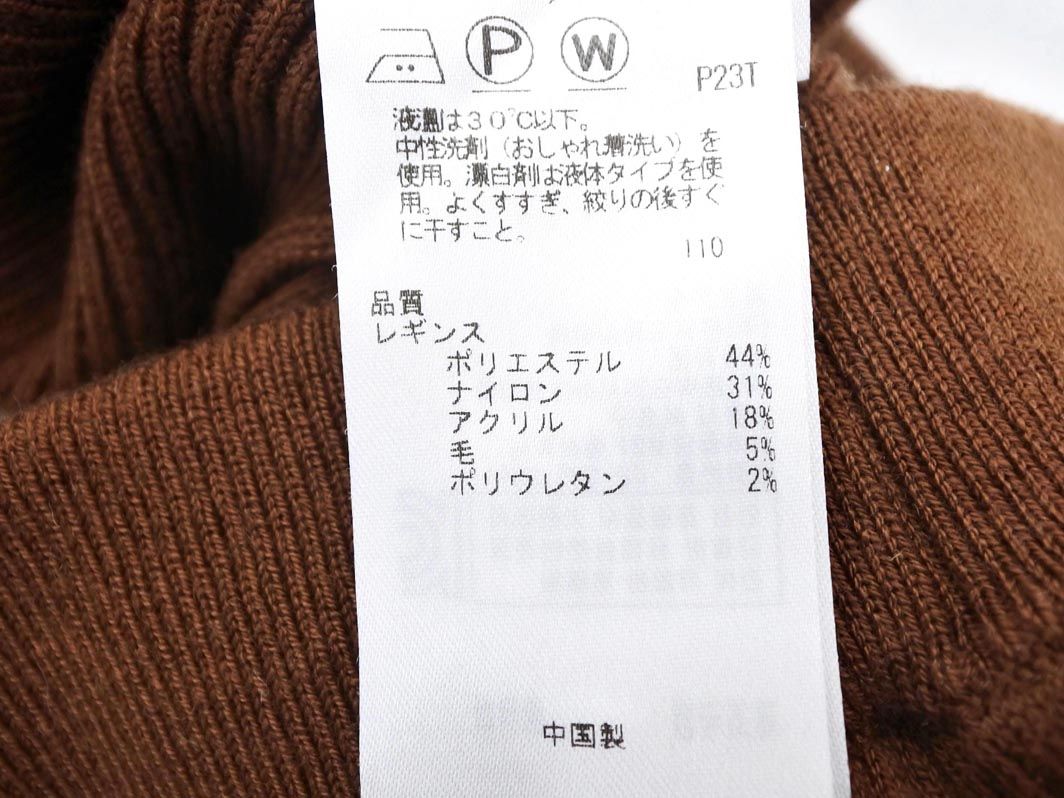 P W P23T
液温は30℃以下。
中性洗剤(おしゃれ着洗い)を
使用。漂白剤は液体タイプを使
用。よくすすぎ、絞りの後すぐ
に干すこと。
110
品質
レギンス
ポリエステル 44%
ナイロン 31%
アクリル 18%
毛 5%
ポリウレタン 2%
中国製